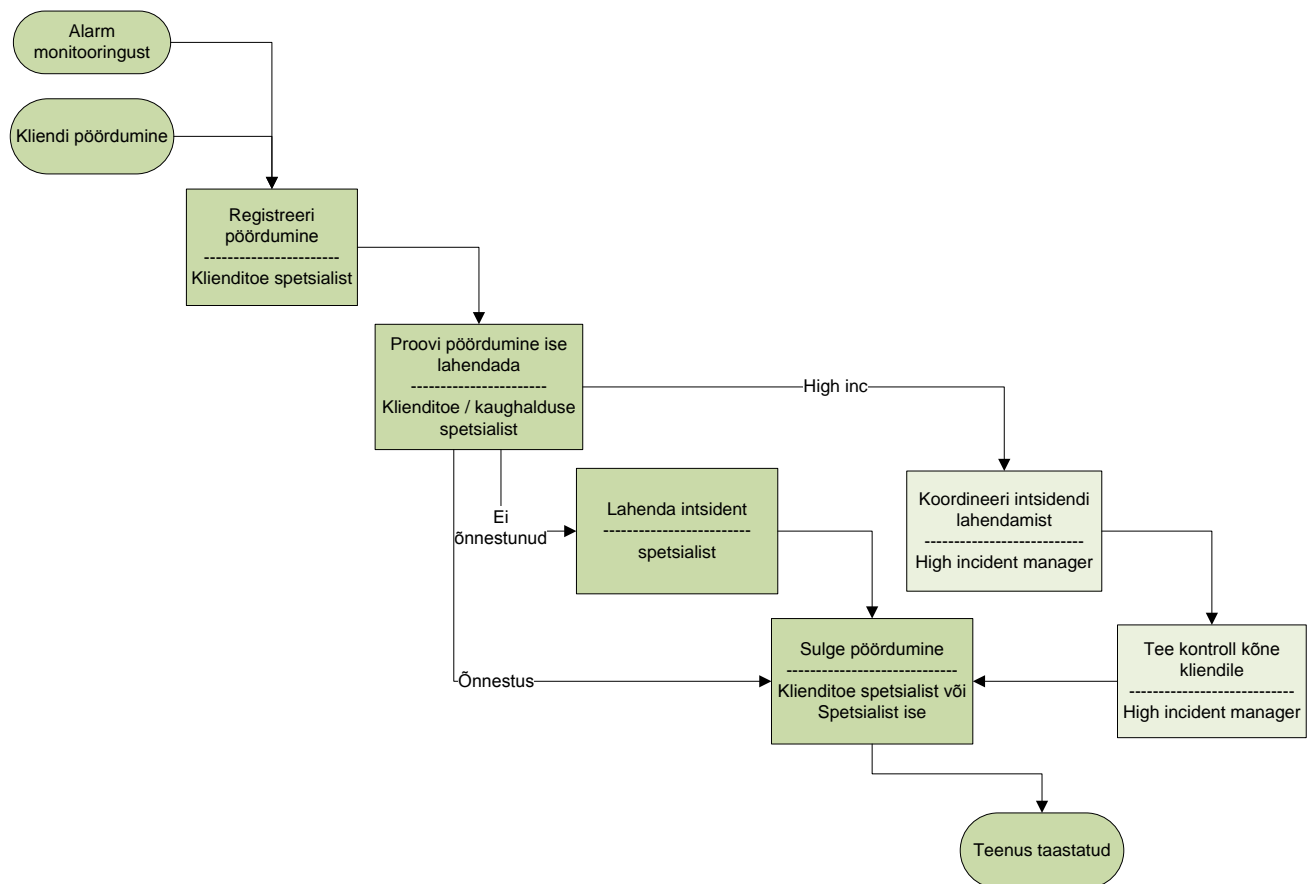 Alarm
monitooringust
Kliendi pöördumine
Registreeri
pöördumine
-----------------------
Klienditoe spetsialist
Proovi pöördumine ise
lahendada
-----------------------
Klienditoe / kaughalduse
spetsialist
High inc
Ei
õnnestunud
Lahenda intsident
-------------------------
spetsialist
Koordineeri intsidendi
lahendamist
---------------------------
High incident manager
Õnnestus
Sulge pöördumine
-----------------------------
Klienditoe spetsialist või
Spetsialist ise
Tee kontroll kõne
kliendile
----------------------------
High incident manager
Teenus taastatud